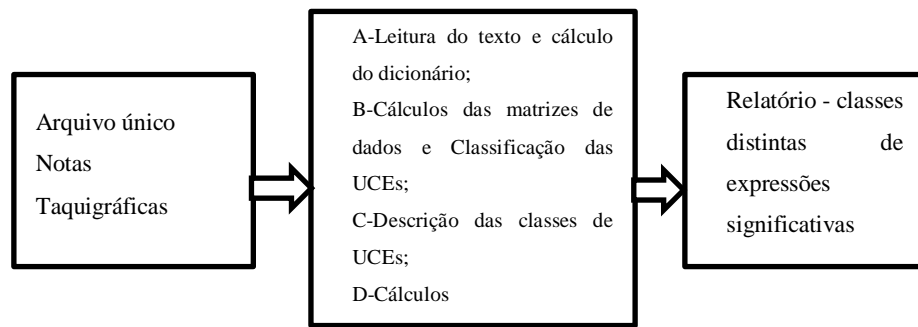 Arquivo único
Notas
Taquigráficas
A-Leitura do texto e cálculo
do dicionário;
B-Cálculos das matrizes de
dados e Classificação das
UCEs;
C-Descrição das classes de
UCEs;
D-Cálculos
Relatório - classes
distintas de
expressões
significativas